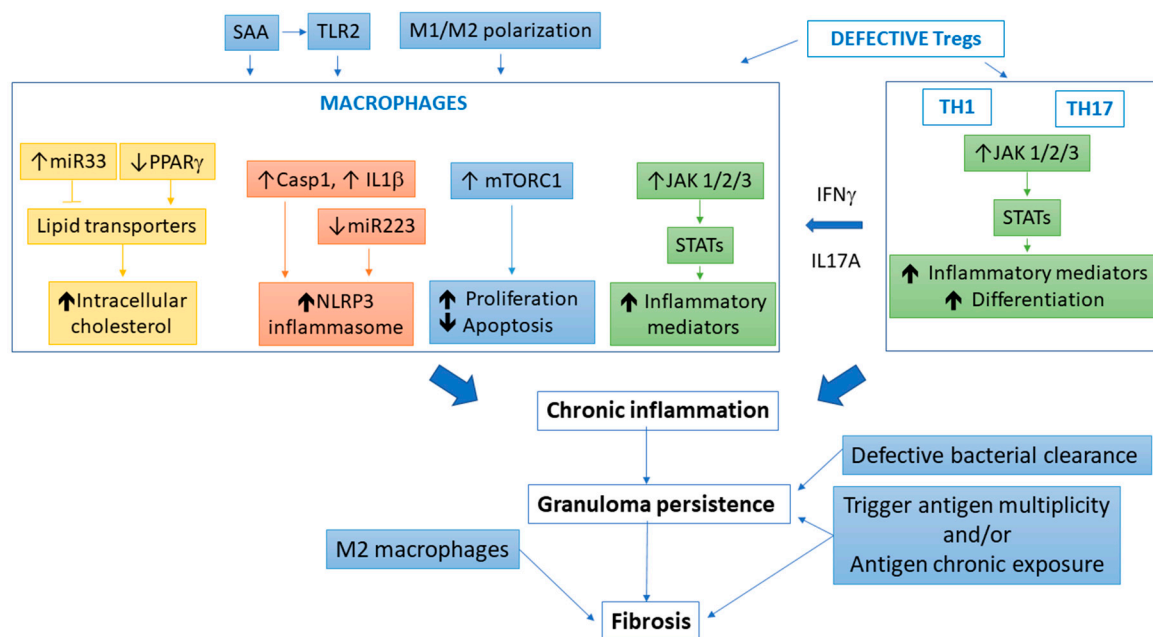 SAA
TLR2
M1/M2 polarization
DEFECTIVE Tregs
MACROPHAGES
TH1
TH17
↑miR33
↓PPARγ
↑Casp1, ↑ IL1β
↑ mTORC1
↑JAK 1/2/3
↑JAK 1/2/3
IFNγ
↓miR223
Lipid transporters
STATs
STATs
IL17A
↑Intracellular
cholesterol
↑NLRP3
inflammasome
↑ Proliferation
↓ Apoptosis
↑ Inflammatory
mediators
↑ Inflammatory mediators
↑ Differentiation
Chronic inflammation
Defective bacterial clearance
Granuloma persistence
Trigger antigen multiplicity
and/or
Antigen chronic exposure
M2 macrophages
Fibrosis